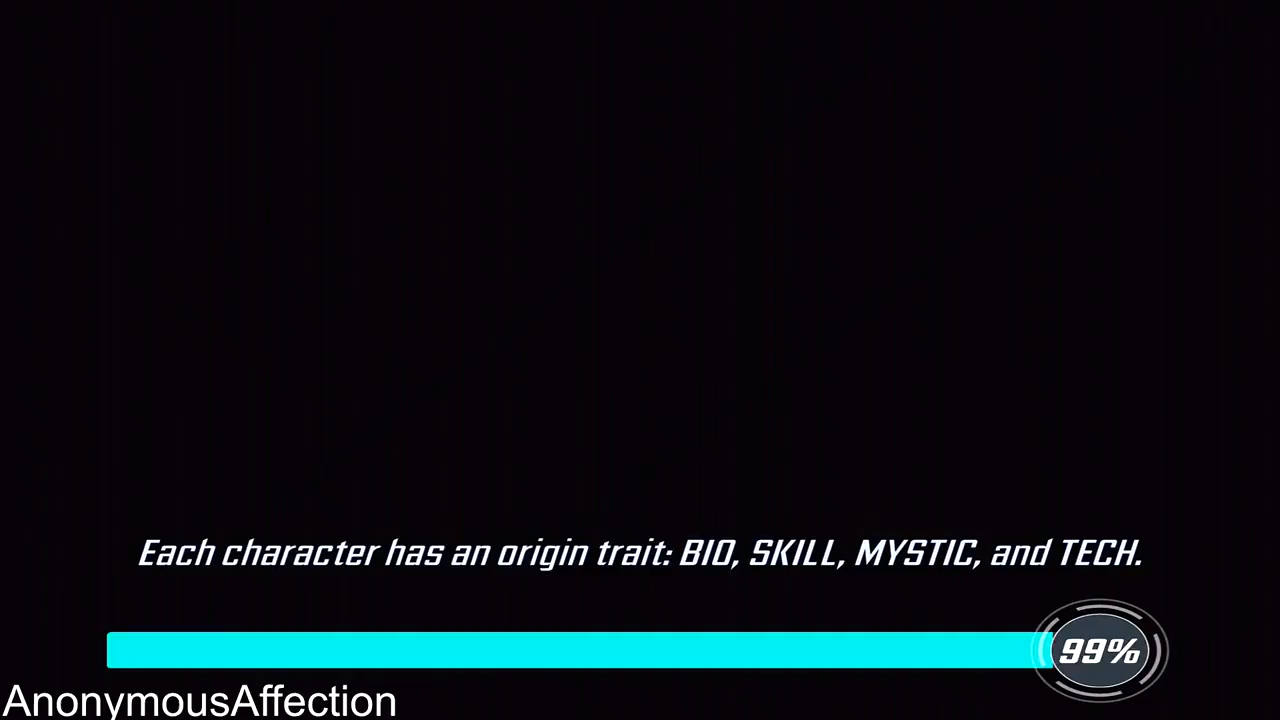 Each character has an origin trait: BIO, SKILL, MYSTIC, and TECH.
99%
AnonymousAffection